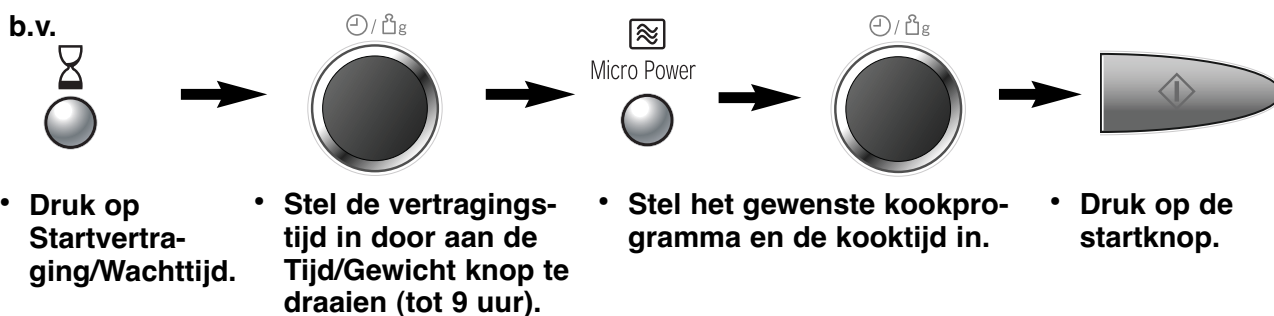 b.v.
/ g
Micro Power
/ g
• Druk op
Startvertra-
ging/Wachttijd.
• Stel de vertragings-
tijd in door aan de
Tijd/Gewicht knop te
draaien (tot 9 uur).
• Stel het gewenste kookpro-
gramma en de kooktijd in.
• Druk op de
startknop.